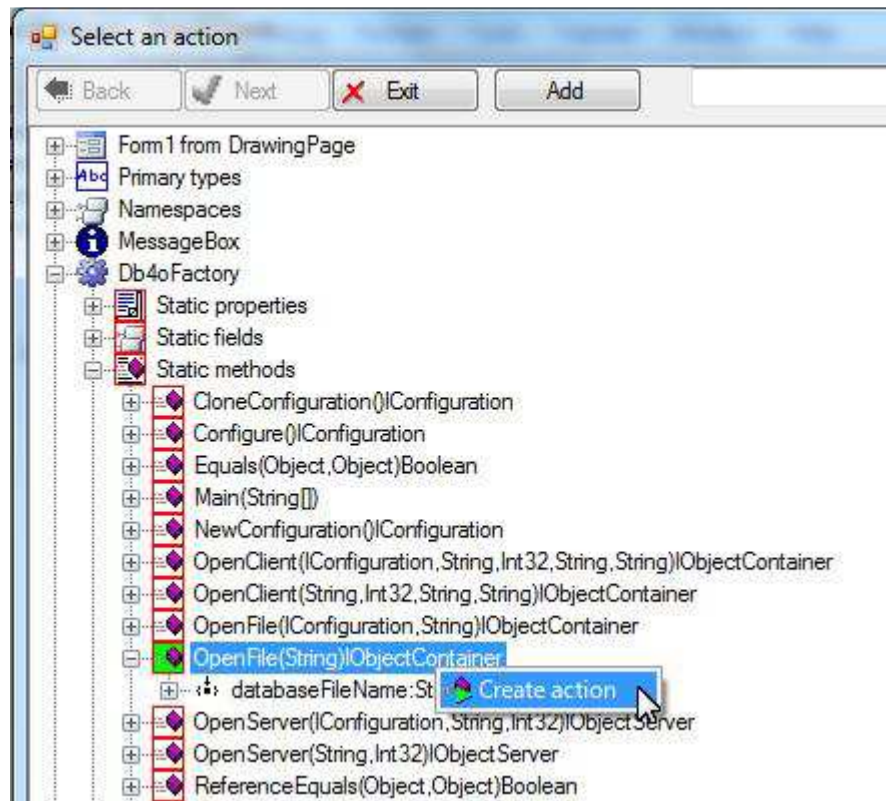 Select an action
Back Next Exit Add
Form1 from DrawingPage
Abc Primary types
Namespaces
MessageBox
Db4oFactory
Static properties
Static fields
Static methods
CloneConfiguration()IConfiguration
Configure()IConfiguration
Equals(Object,Object)Boolean
Main(String[])
NewConfiguration()IConfiguration
OpenClient(IConfiguration,String,Int32,String,String)IObjectContainer
OpenClient(String,Int32,String,String)IObjectContainer
OpenFile(IConfiguration,String)IObjectContainer
OpenFile(String)IObjectContainer
databaseFileName:St Create action
OpenServer(IConfiguration,String,Int32)IObjectServer
OpenServer(String,Int32)IObjectServer
ReferenceEquals(Object,Object)Boolean